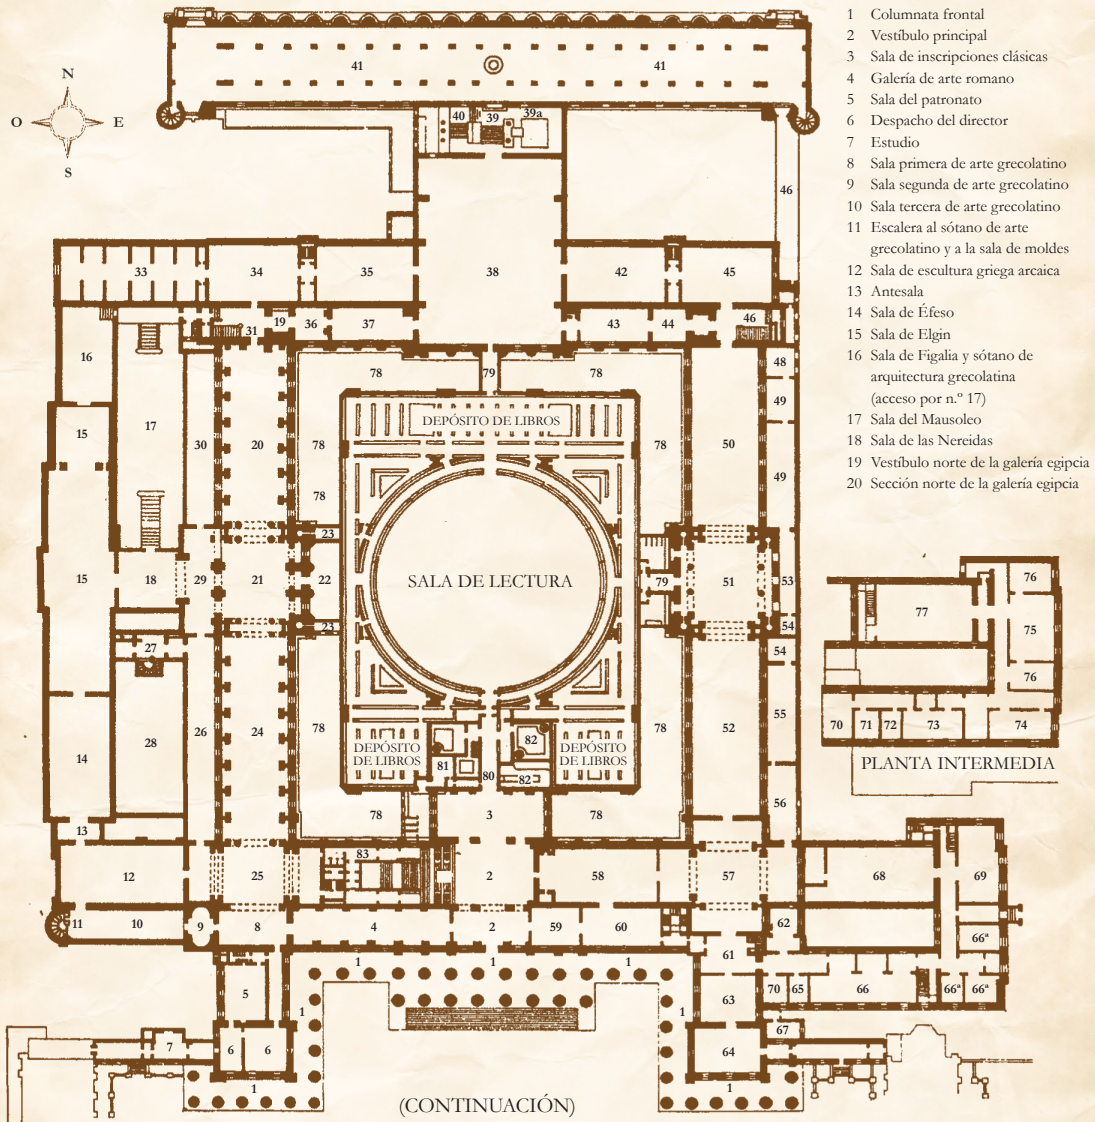 1 Columnata frontal
2 Vestíbulo principal
3 Sala de inscripciones clásicas
4 Galería de arte romano
5 Sala del patronato
6 Despacho del director
7 Estudio
8 Sala primera de arte grecolatino
9 Sala segunda de arte grecolatino
10 Sala tercera de arte grecolatino
11 Escalera al sótano de arte
grecolatino y a la sala de moldes
12 Sala de escultura griega arcaica
13 Antesala
14 Sala de Éfeso
15 Sala de Elgin
16 Sala de Figalia y sótano de
arquitectura grecolatina
(acceso por n.º 17)
17 Sala del Mausoleo
18 Sala de las Nereidas
19 Vestíbulo norte de la galería egipcia
20 Sección norte de la galería egipcia
N
O E
S
41 41
40 39 39a
46
33 34 35 38 42 45
31 19 36 37 43 44 46
16 78 79 78 48
DEPÓSITO DE LIBROS
15 17 30 20 78 78 50 49
78 49
23
15 18 29 21 22 SALA DE LECTURA 79 51 53
23 54
27 54
14 28 26 24 78 78 52 55
DEPÓSITO
DE LIBROS
82
DEPÓSITO
DE LIBROS
81 80 82
13 78 3 78 56
12 25 83 2 58 57 68 69
11 10 9 8 4 2 59 60 62 66ª
61
1 1 1
5 1 1 63 70 65 66 66ª 66ª
7 6 6 64 67
1 1
76
77 75
76
70 71 72 73 74
PLANTA INTERMEDIA
(CONTINUACIÓN)